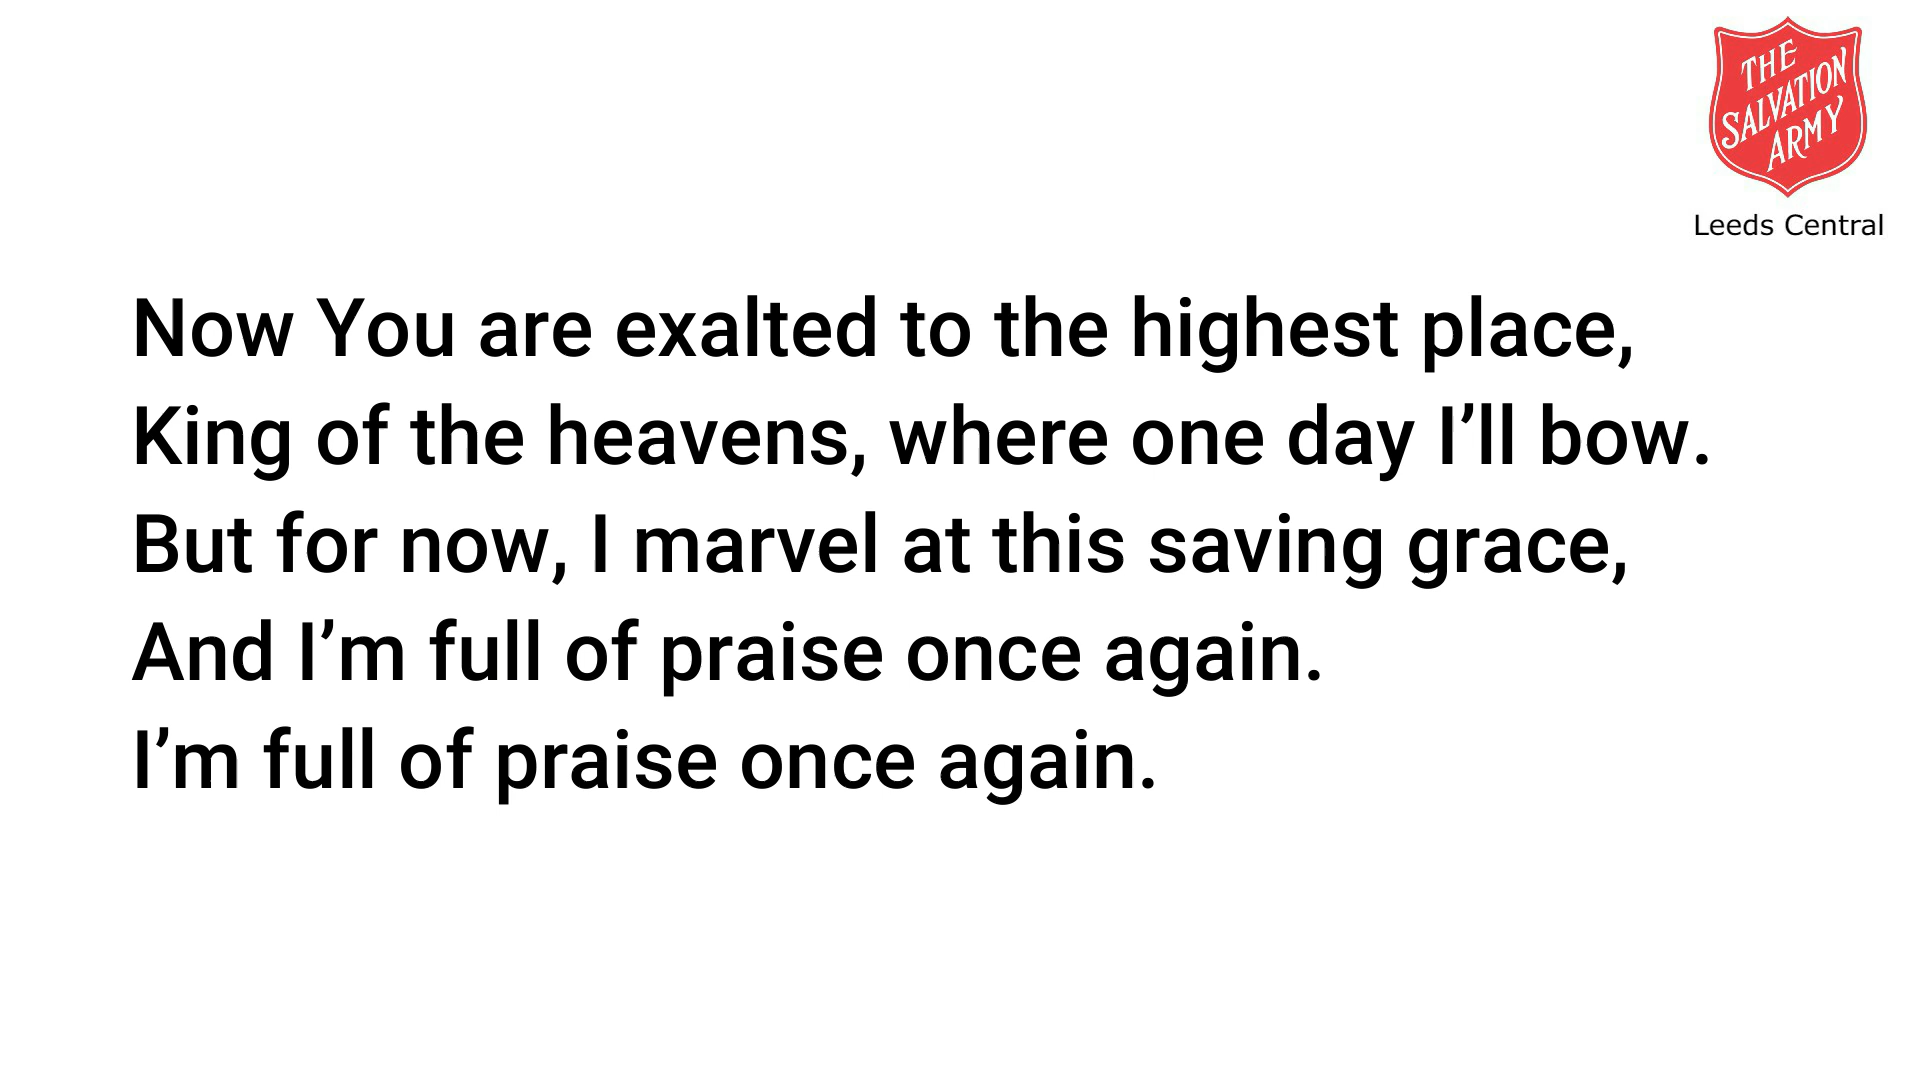 THE
SALVATION
ARMY
Leeds Central
Now You are exalted to the highest place,
King of the heavens, where one day I’ll bow.
But for now, I marvel at this saving grace,
And I’m full of praise once again.
I’m full of praise once again.